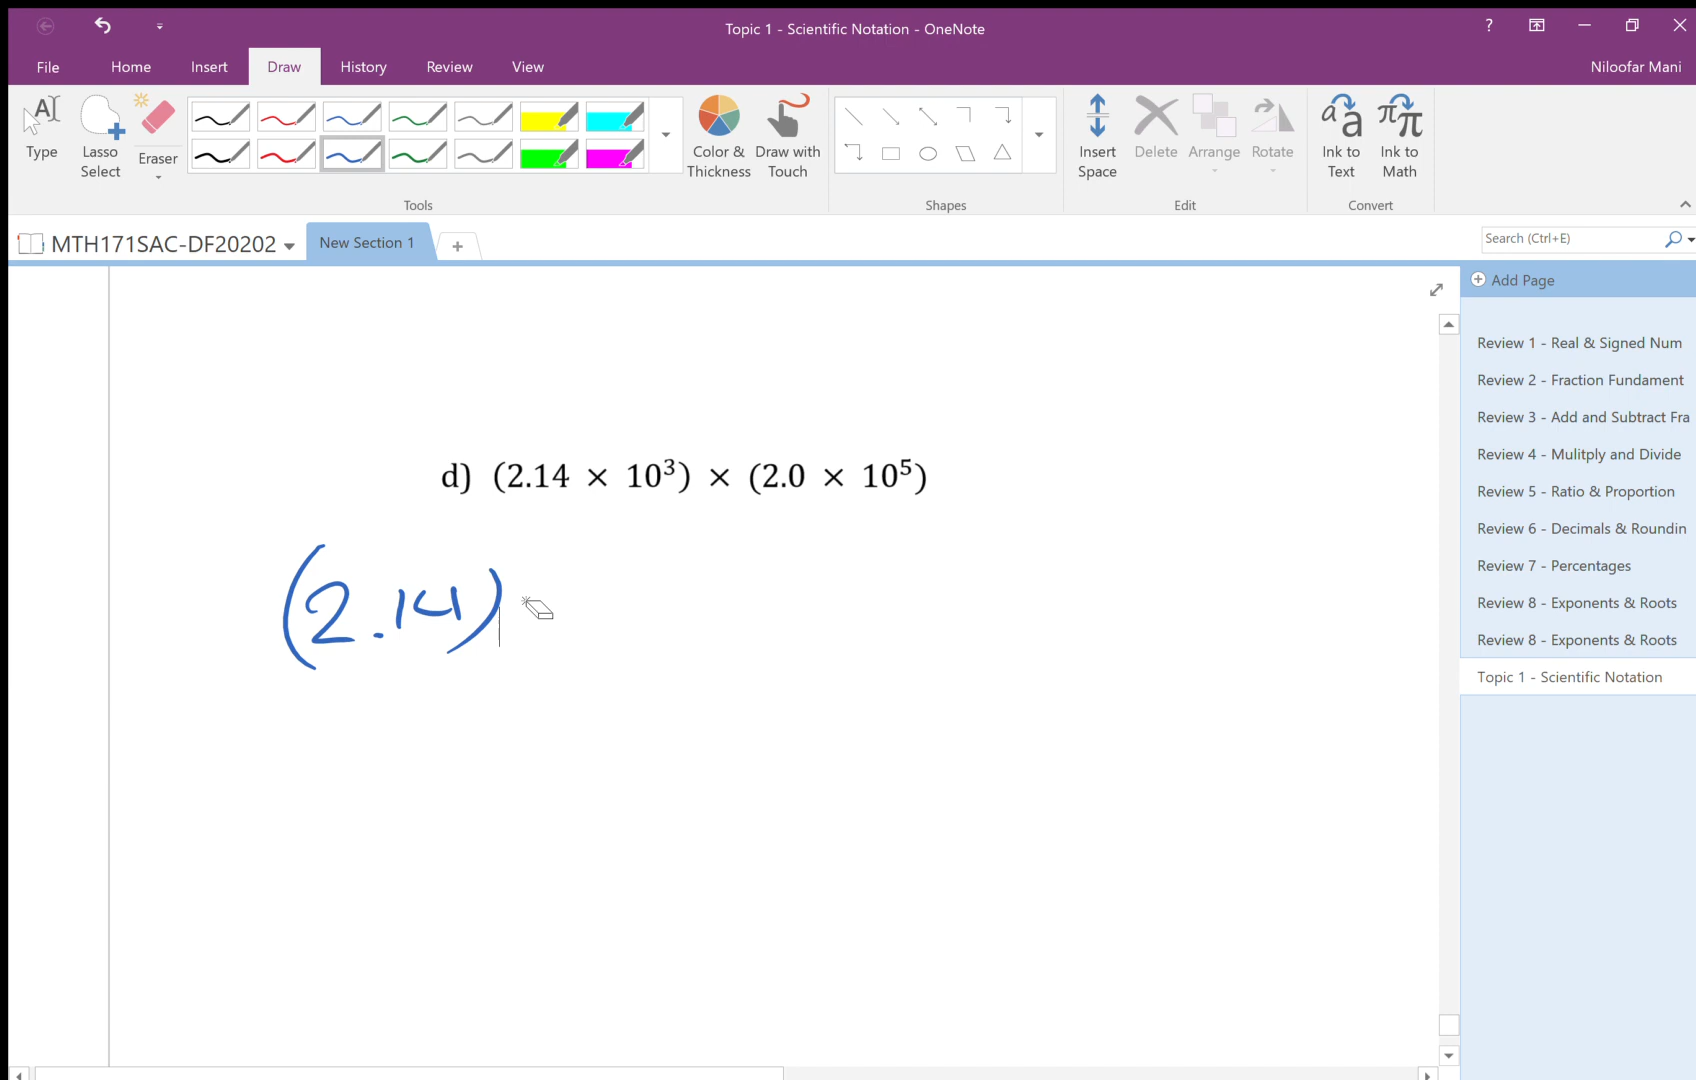 Topic 1 - Scientific Notation - OneNote
?
File Home Insert Draw History Review View Niloofar Mani
Type
Lasso Select
Eraser
Color & Thickness
Draw with Touch
Insert Space
Delete
Arrange
Rotate
Ink to Text
Ink to Math
Tools Shapes Edit Convert
MTH171SAC-DF20202 New Section 1 +
Search (Ctrl+E)
Add Page
Review 1 - Real & Signed Num
Review 2 - Fraction Fundament
Review 3 - Add and Subtract Fra
Review 4 - Mulitply and Divide
Review 5 - Ratio & Proportion
Review 6 - Decimals & Roundin
Review 7 - Percentages
Review 8 - Exponents & Roots
Review 8 - Exponents & Roots
Topic 1 - Scientific Notation
d) (2.14 × 10³) × (2.0 × 10⁵)
(2.14)